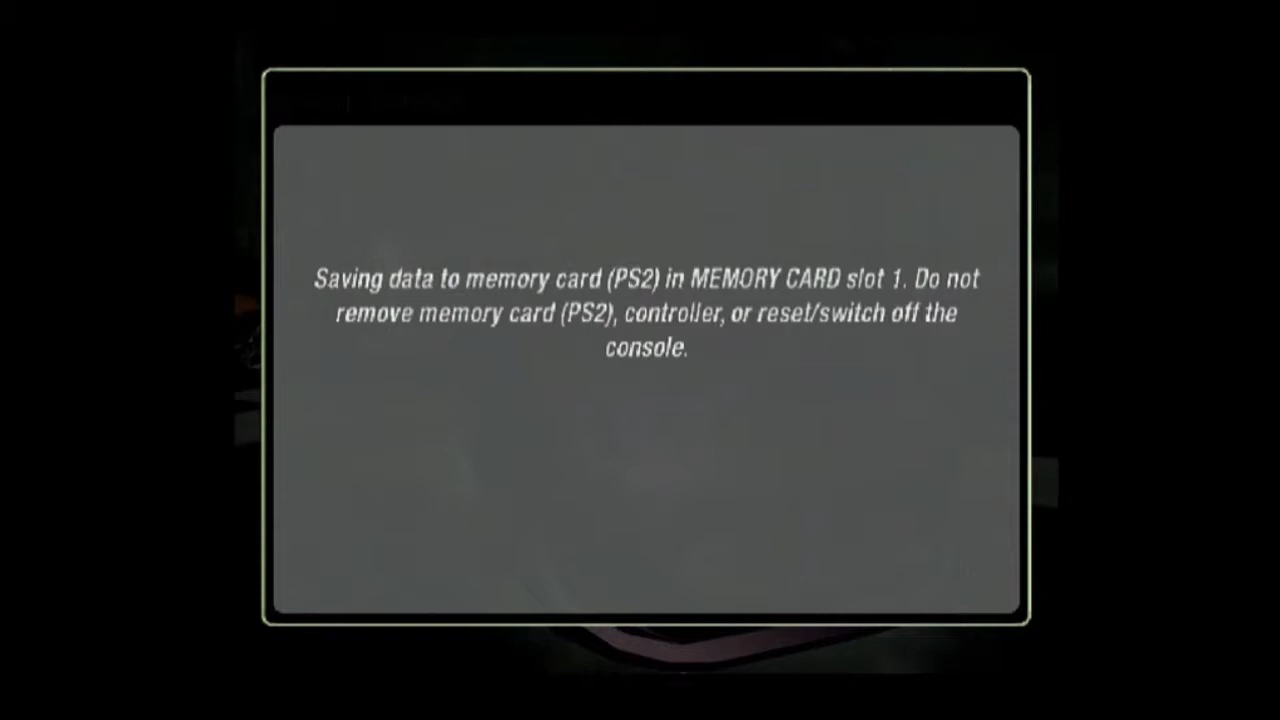 Saving data to memory card (PS2) in MEMORY CARD slot 1. Do not
remove memory card (PS2), controller, or reset/switch off the
console.